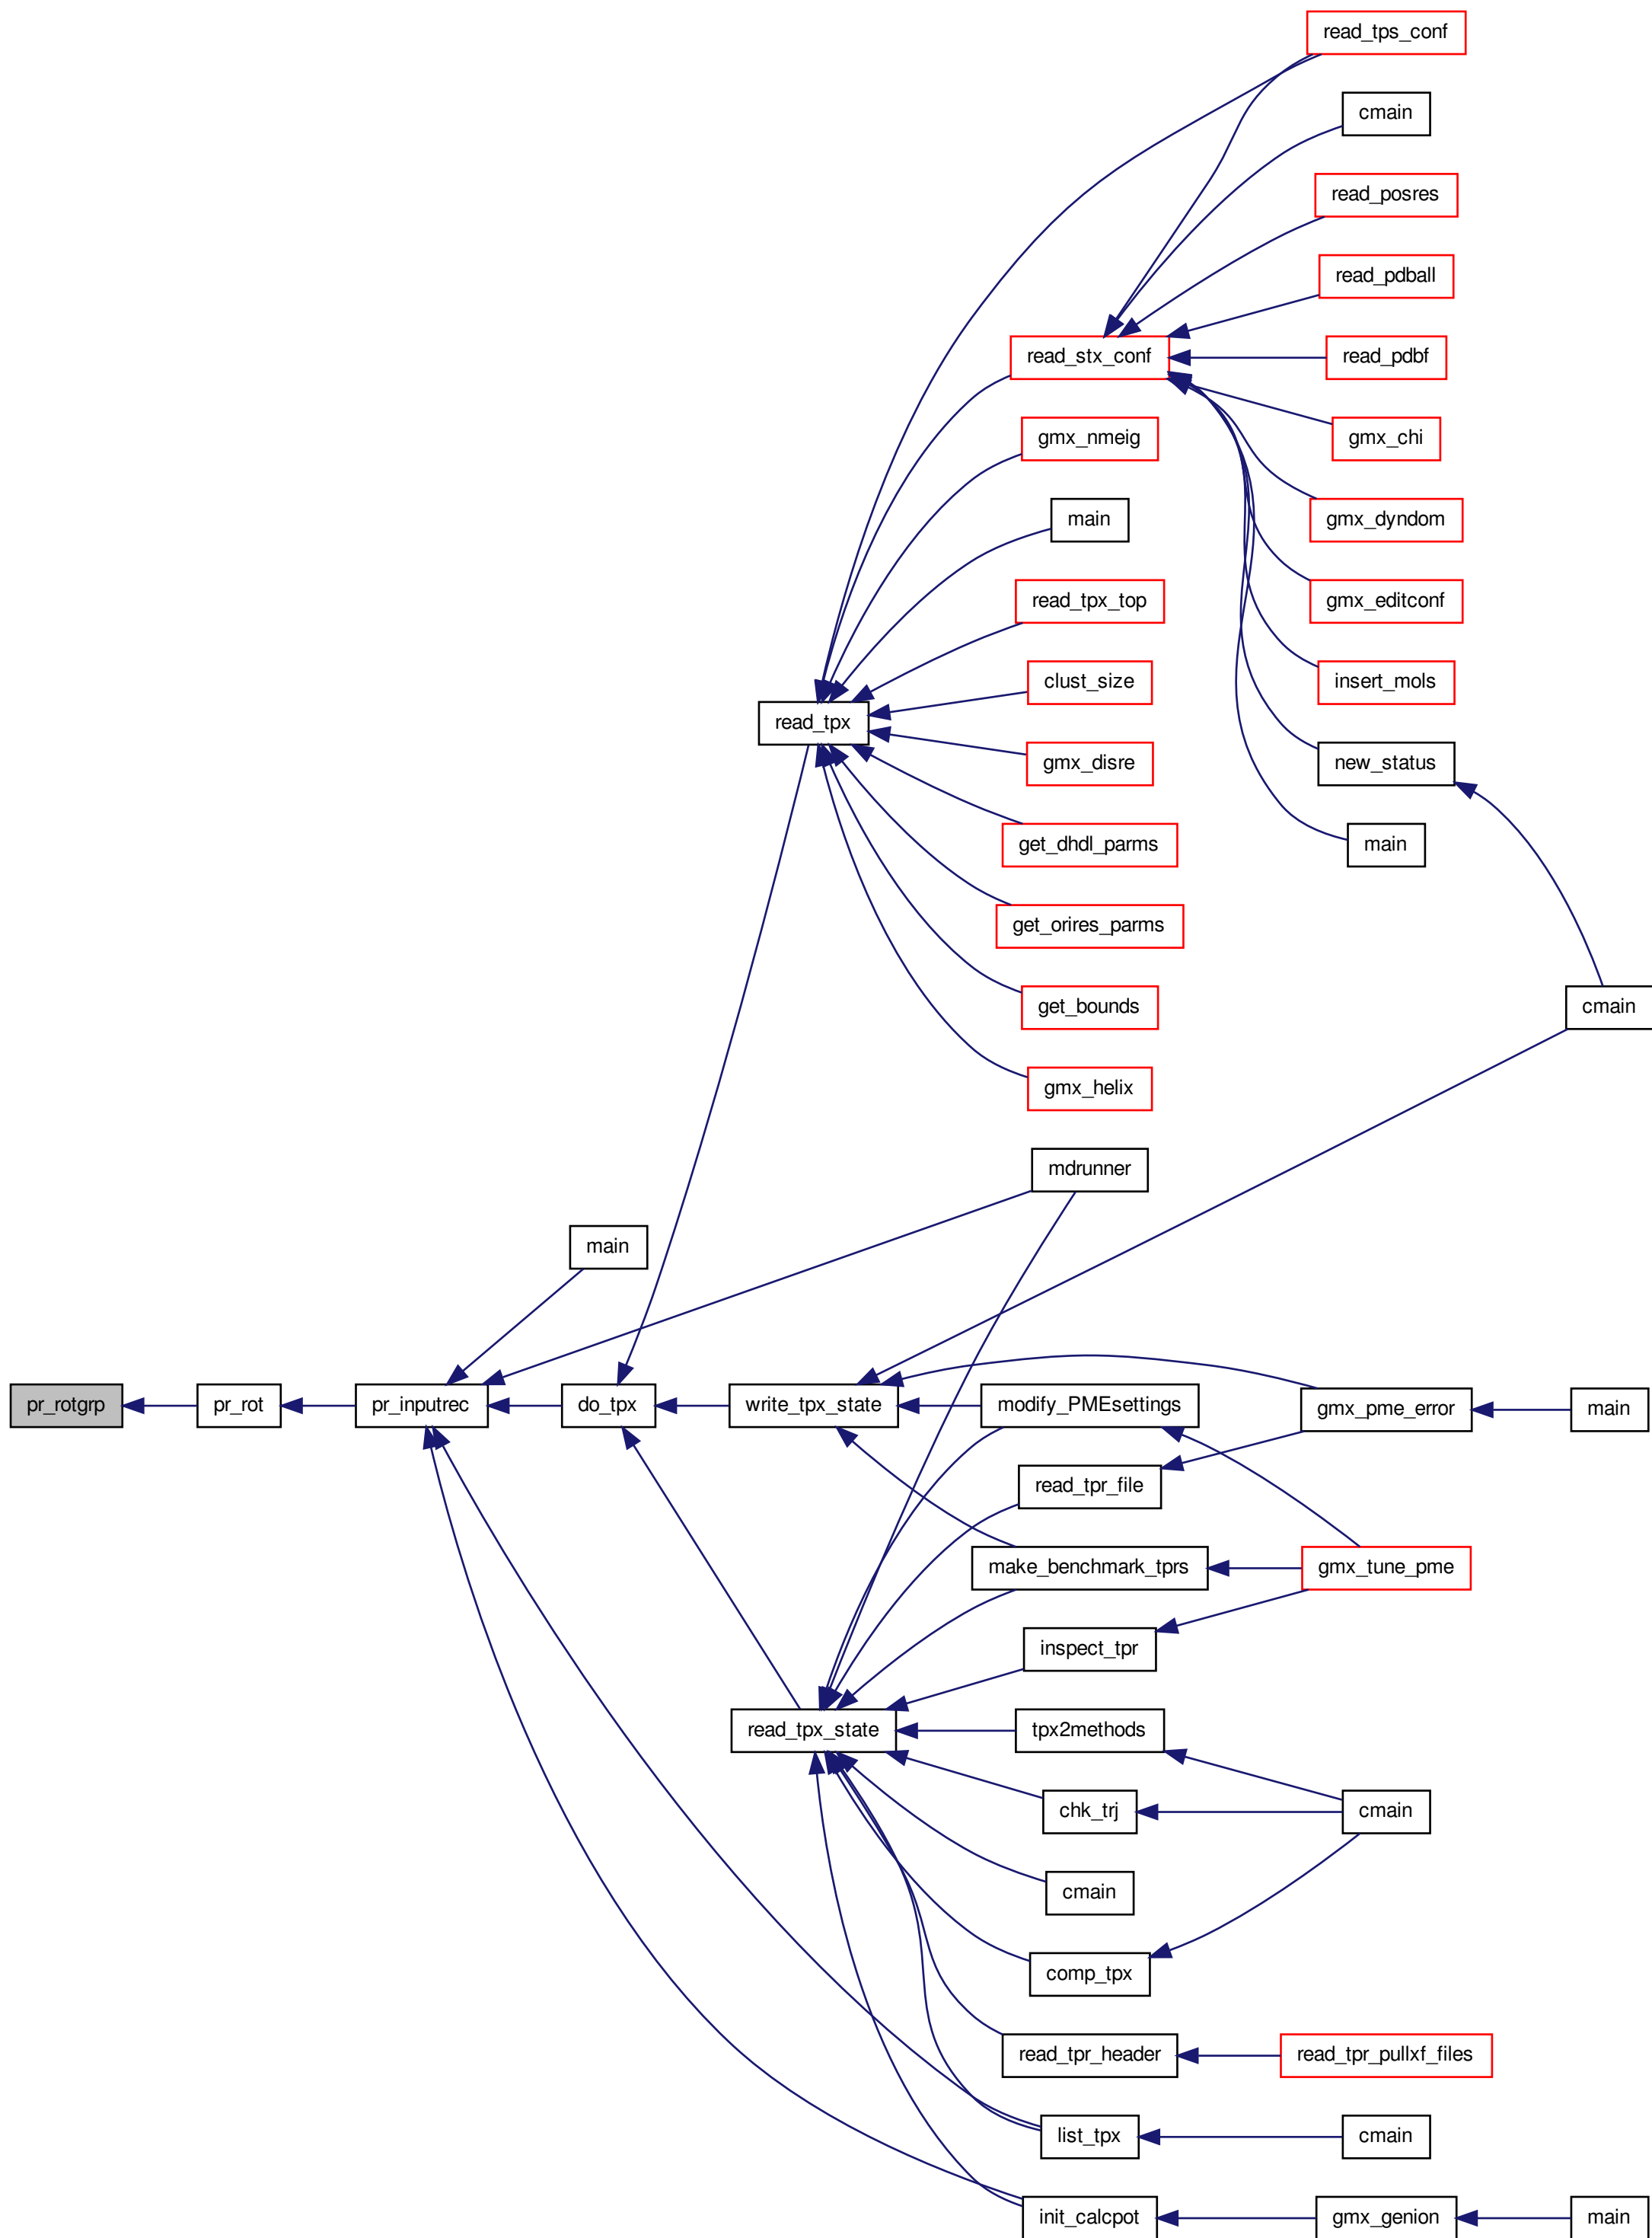 read_tps_conf
cmain
read_posres
read_pdball
read_stx_conf
read_pdbf
gmx_nmeig
gmx_chi
main
gmx_dyndom
read_tpx_top
gmx_editconf
clust_size
insert_mols
read_tpx
gmx_disre
new_status
get_dhdl_parms
main
get_orires_parms
get_bounds
cmain
gmx_helix
mdrunner
main
pr_rotgrp
pr_rot
pr_inputrec
do_tpx
write_tpx_state
modify_PMEsettings
gmx_pme_error
main
read_tpr_file
make_benchmark_tprs
gmx_tune_pme
inspect_tpr
read_tpx_state
tpx2methods
chk_trj
cmain
cmain
comp_tpx
read_tpr_header
read_tpr_pullxf_files
list_tpx
cmain
init_calcpot
gmx_genion
main